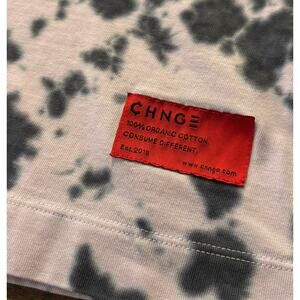 CHNGE
100% ORGANIC COTTON
CONSUME DIFFERENT.
Est. 2018
www.chnge.com